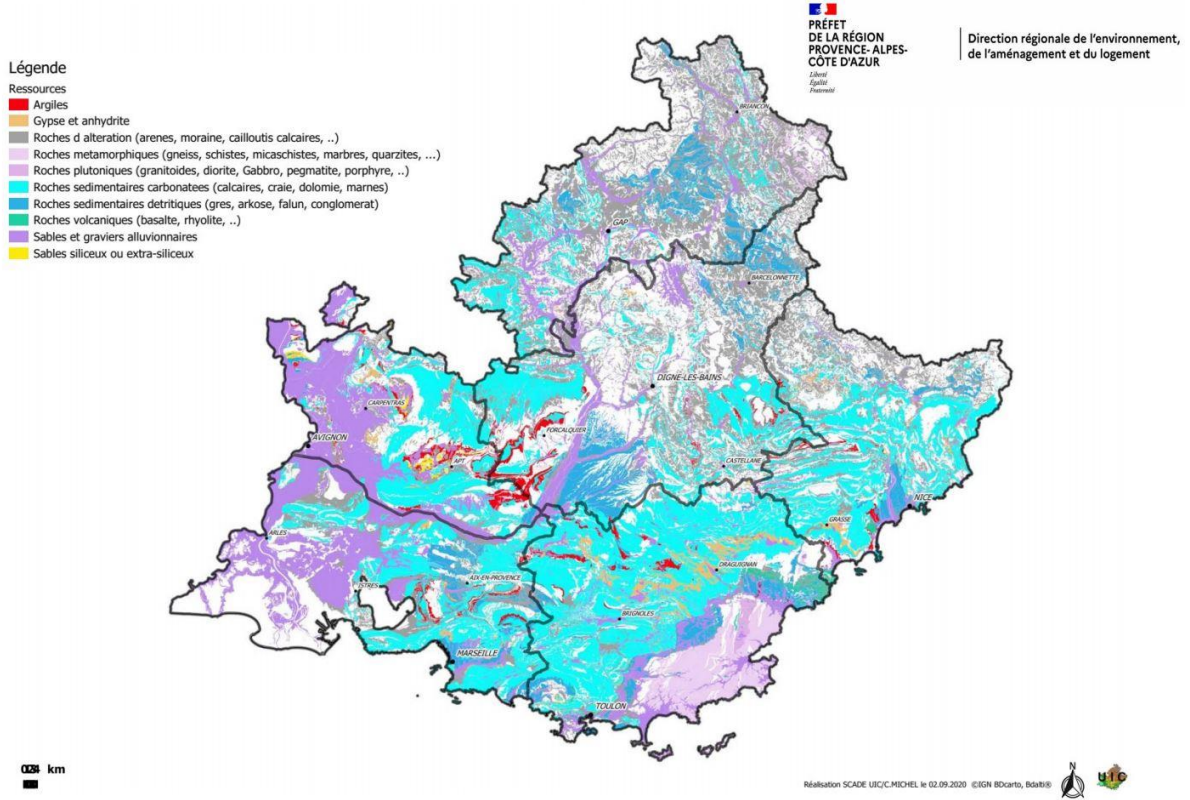 PRÉFET
DE LA RÉGION
PROVENCE- ALPES-
CÔTE D'AZUR
Liberté
Égalité
Fraternité
Direction régionale de l'environnement,
de l'aménagement et du logement
Légende
Ressources
Argiles
Gypse et anhydrite
Roches d alteration (arenes, moraine, cailloutis calcaires, ..)
Roches metamorphiques (gneiss, schistes, micaschistes, marbres, quarzites, ...)
Roches plutoniques (granitoides, diorite, Gabbro, pegmatite, porphyre, ..)
Roches sedimentaires carbonatees (calcaires, craie, dolomie, marnes)
Roches sedimentaires detritiques (gres, arkose, falun, conglomerat)
Roches volcaniques (basalte, rhyolite, ..)
Sables et graviers alluvionnaires
Sables siliceux ou extra-siliceux
BRIANCON
GAP
BARCELONNETTE
DIGNE-LES-BAINS
CARPENTRAS
FORCALQUIER
AVIGNON
APT
CASTELLANE
NICE
GRASSE
ARLES
DRAGUIGNAN
AIX-EN-PROVENCE
ISTRES
BRIGNOLES
MARSEILLE
TOULON
km
N
Réalisation SCADE UIC/C.MICHEL le 02.09.2020 ©IGN BDcarto, Bdalti®
UIC